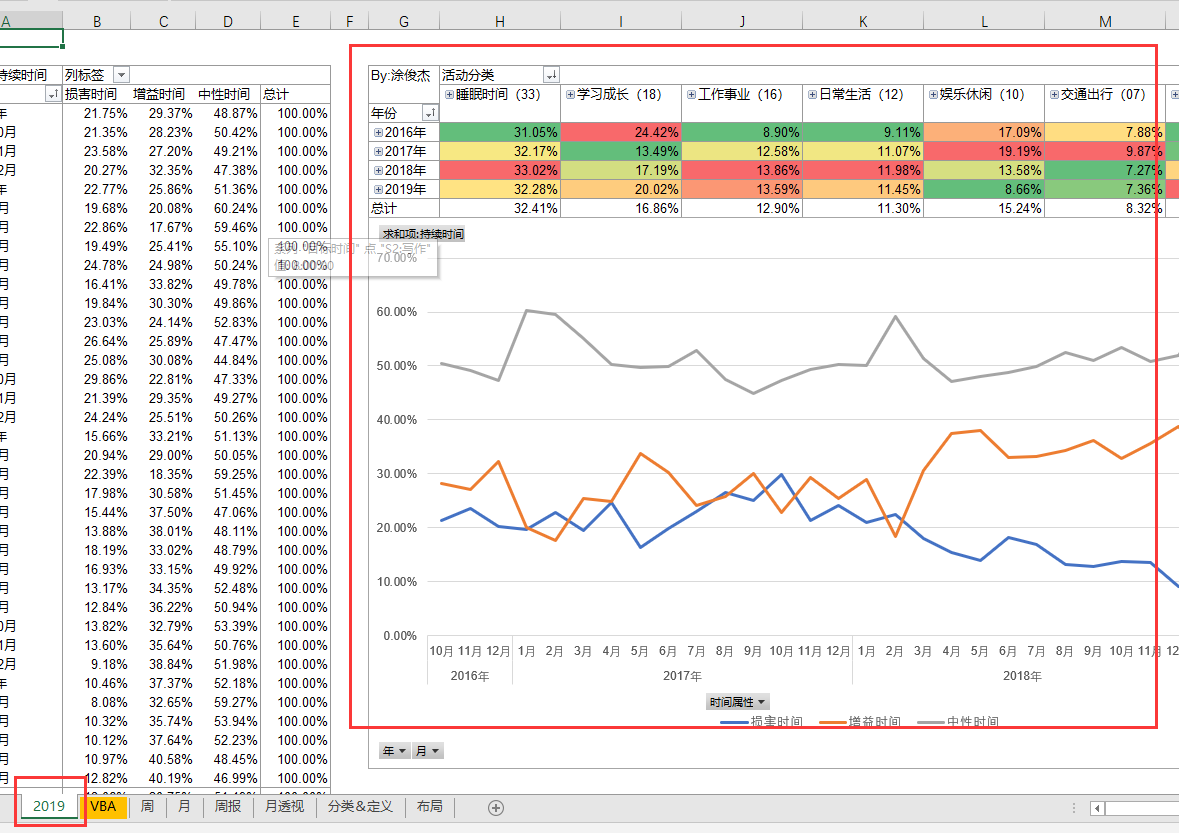 A B C D E F G H I J K L M
持续时间 列标签
损害时间 增益时间 中性时间 总计
年 21.75% 29.37% 48.87% 100.00%
0月 21.35% 28.23% 50.42% 100.00%
1月 23.58% 27.20% 49.21% 100.00%
2月 20.27% 32.35% 47.38% 100.00%
年 22.77% 25.86% 51.36% 100.00%
月 19.68% 20.08% 60.24% 100.00%
月 22.86% 17.67% 59.46% 100.00%
月 19.49% 25.41% 55.10% 100.00%
月 24.78% 24.98% 50.24% 100.00%
月 16.41% 33.82% 49.78% 100.00%
月 19.84% 30.30% 49.86% 100.00%
月 23.03% 24.14% 52.83% 100.00%
月 26.64% 25.89% 47.47% 100.00%
月 25.08% 30.08% 44.84% 100.00%
0月 29.86% 22.81% 47.33% 100.00%
1月 21.39% 29.35% 49.27% 100.00%
2月 24.24% 25.51% 50.26% 100.00%
年 15.66% 33.21% 51.13% 100.00%
月 20.94% 29.00% 50.05% 100.00%
月 22.39% 18.35% 59.25% 100.00%
月 17.98% 30.58% 51.45% 100.00%
月 15.44% 37.50% 47.06% 100.00%
月 13.88% 38.01% 48.11% 100.00%
月 18.19% 33.02% 48.79% 100.00%
月 16.93% 33.15% 49.92% 100.00%
月 13.17% 34.35% 52.48% 100.00%
月 12.84% 36.22% 50.94% 100.00%
0月 13.82% 32.79% 53.39% 100.00%
1月 13.60% 35.64% 50.76% 100.00%
2月 9.18% 38.84% 51.98% 100.00%
年 10.46% 37.37% 52.18% 100.00%
月 8.08% 32.65% 59.27% 100.00%
月 10.32% 35.74% 53.94% 100.00%
月 10.12% 37.64% 52.23% 100.00%
月 10.97% 40.58% 48.45% 100.00%
月 12.82% 40.19% 46.99% 100.00%
By:涂俊杰 活动分类
睡眠时间（33） 学习成长（18） 工作事业（16） 日常生活（12） 娱乐休闲（10） 交通出行（07）
年份
2016年 31.05% 24.42% 8.90% 9.11% 17.09% 7.88%
2017年 32.17% 13.49% 12.58% 11.07% 19.19% 9.87%
2018年 33.02% 17.19% 13.86% 11.98% 13.58% 7.27%
2019年 32.28% 20.02% 13.59% 11.45% 8.66% 7.36%
总计 32.41% 16.86% 12.90% 11.30% 15.24% 8.32%
求和项:持续时间
系列 "目标时间" 点 "S2:写作"
70.00%
60.00%
50.00%
40.00%
30.00%
20.00%
10.00%
0.00%
10月 11月 12月 1月 2月 3月 4月 5月 6月 7月 8月 9月 10月 11月 12月 1月 2月 3月 4月 5月 6月 7月 8月 9月 10月 11月 12
2016年 2017年 2018年
时间属性
损害时间 增益时间 中性时间
年 月
2019 VBA 周 月 周报 月透视 分类＆定义 布局